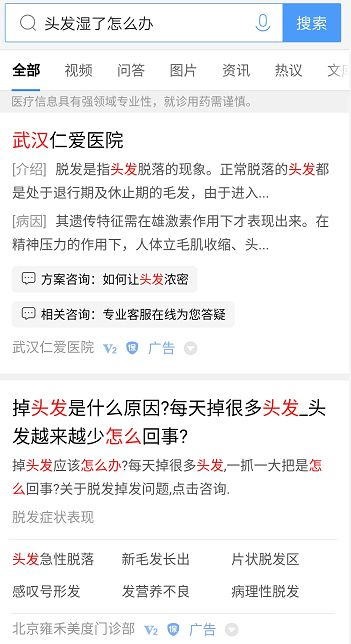 头发湿了怎么办
搜索
全部 视频 问答 图片 资讯 热议
医疗信息具有强领域专业性，就诊用药需谨慎。
武汉仁爱医院
[介绍] 脱发是指头发脱落的现象。正常脱落的头发都
是处于退行期及休止期的毛发，由于进入...
[病因] 其遗传特征需在雄激素作用下才表现出来。在
精神压力的作用下，人体立毛肌收缩、头...
方案咨询：如何让头发浓密
相关咨询：专业客服在线为您答疑
武汉仁爱医院 V2 保 广告
掉头发是什么原因?每天掉很多头发_头
发越来越少怎么回事?
掉头发应该怎么办?每天掉很多头发,一抓一大把是怎
么回事?关于脱发掉发问题,点击咨询.
脱发症状表现
头发急性脱落 新毛发长出 片状脱发区
感叹号形发 发营养不良 病理性脱发
北京雍禾美度门诊部 V2 保 广告